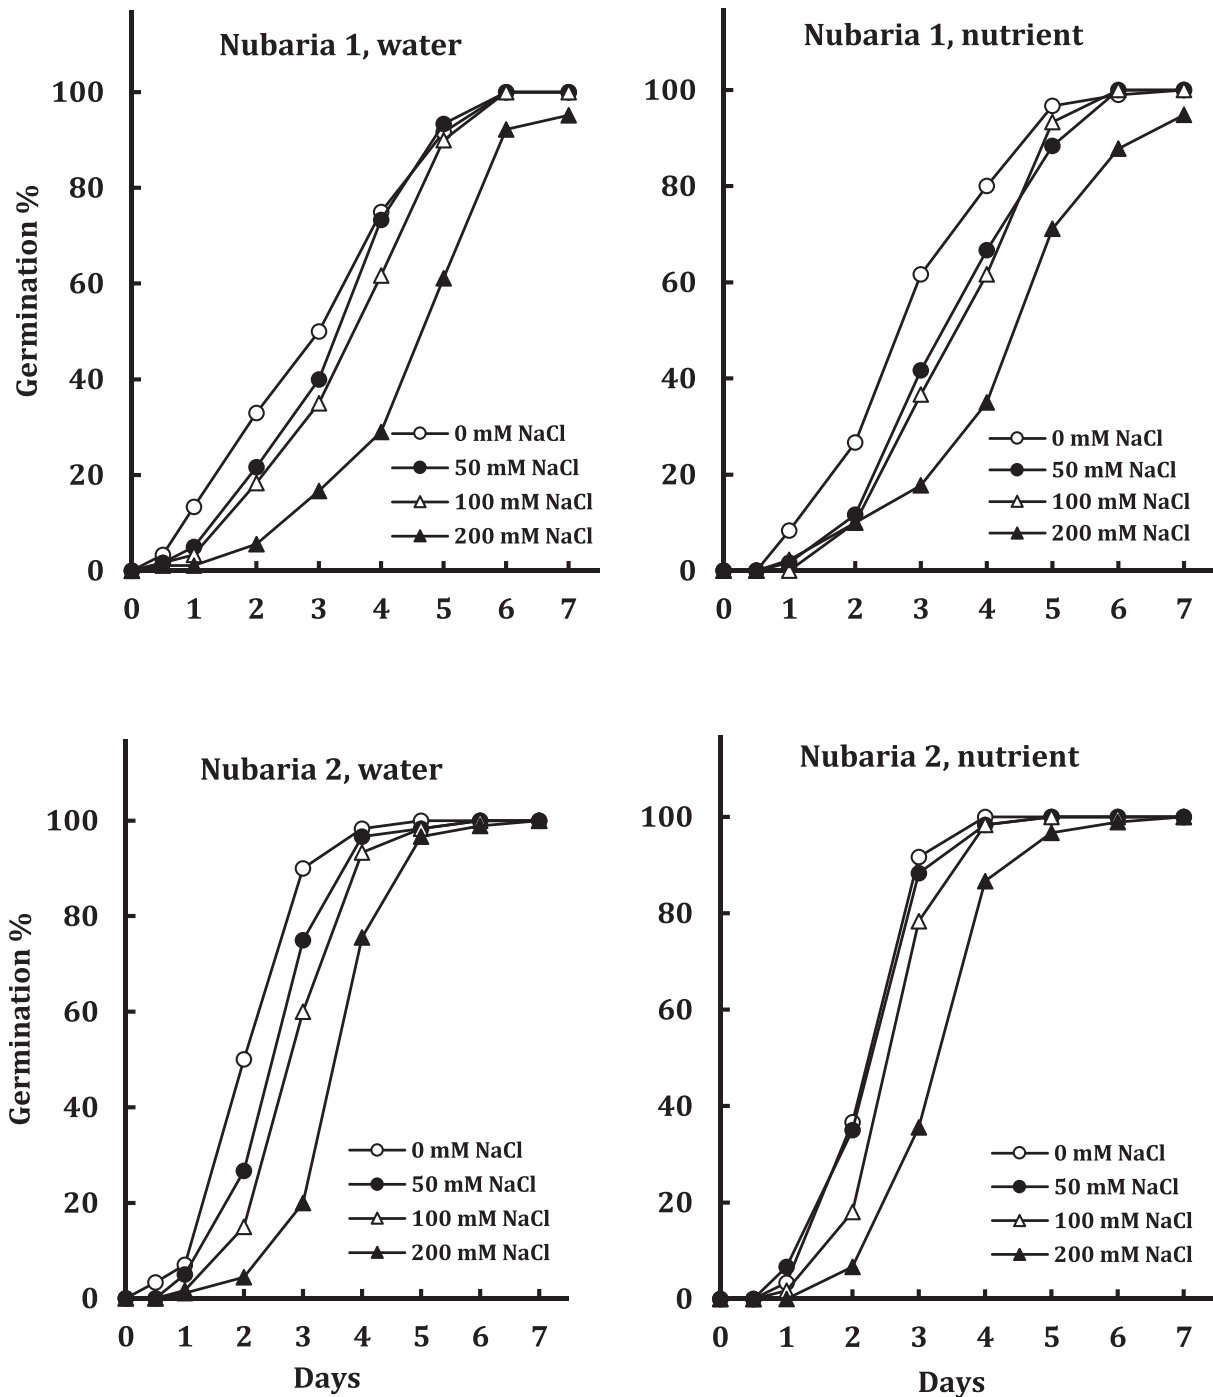 Nubaria 1, water
Germination %
100
80
60
40
20
0
0 1 2 3 4 5 6 7
0 mM NaCl
50 mM NaCl
100 mM NaCl
200 mM NaCl
Nubaria 1, nutrient
100
80
60
40
20
0
0 1 2 3 4 5 6 7
0 mM NaCl
50 mM NaCl
100 mM NaCl
200 mM NaCl
Nubaria 2, water
Germination %
100
80
60
40
20
0
0 1 2 3 4 5 6 7
Days
0 mM NaCl
50 mM NaCl
100 mM NaCl
200 mM NaCl
Nubaria 2, nutrient
100
80
60
40
20
0
0 1 2 3 4 5 6 7
Days
0 mM NaCl
50 mM NaCl
100 mM NaCl
200 mM NaCl